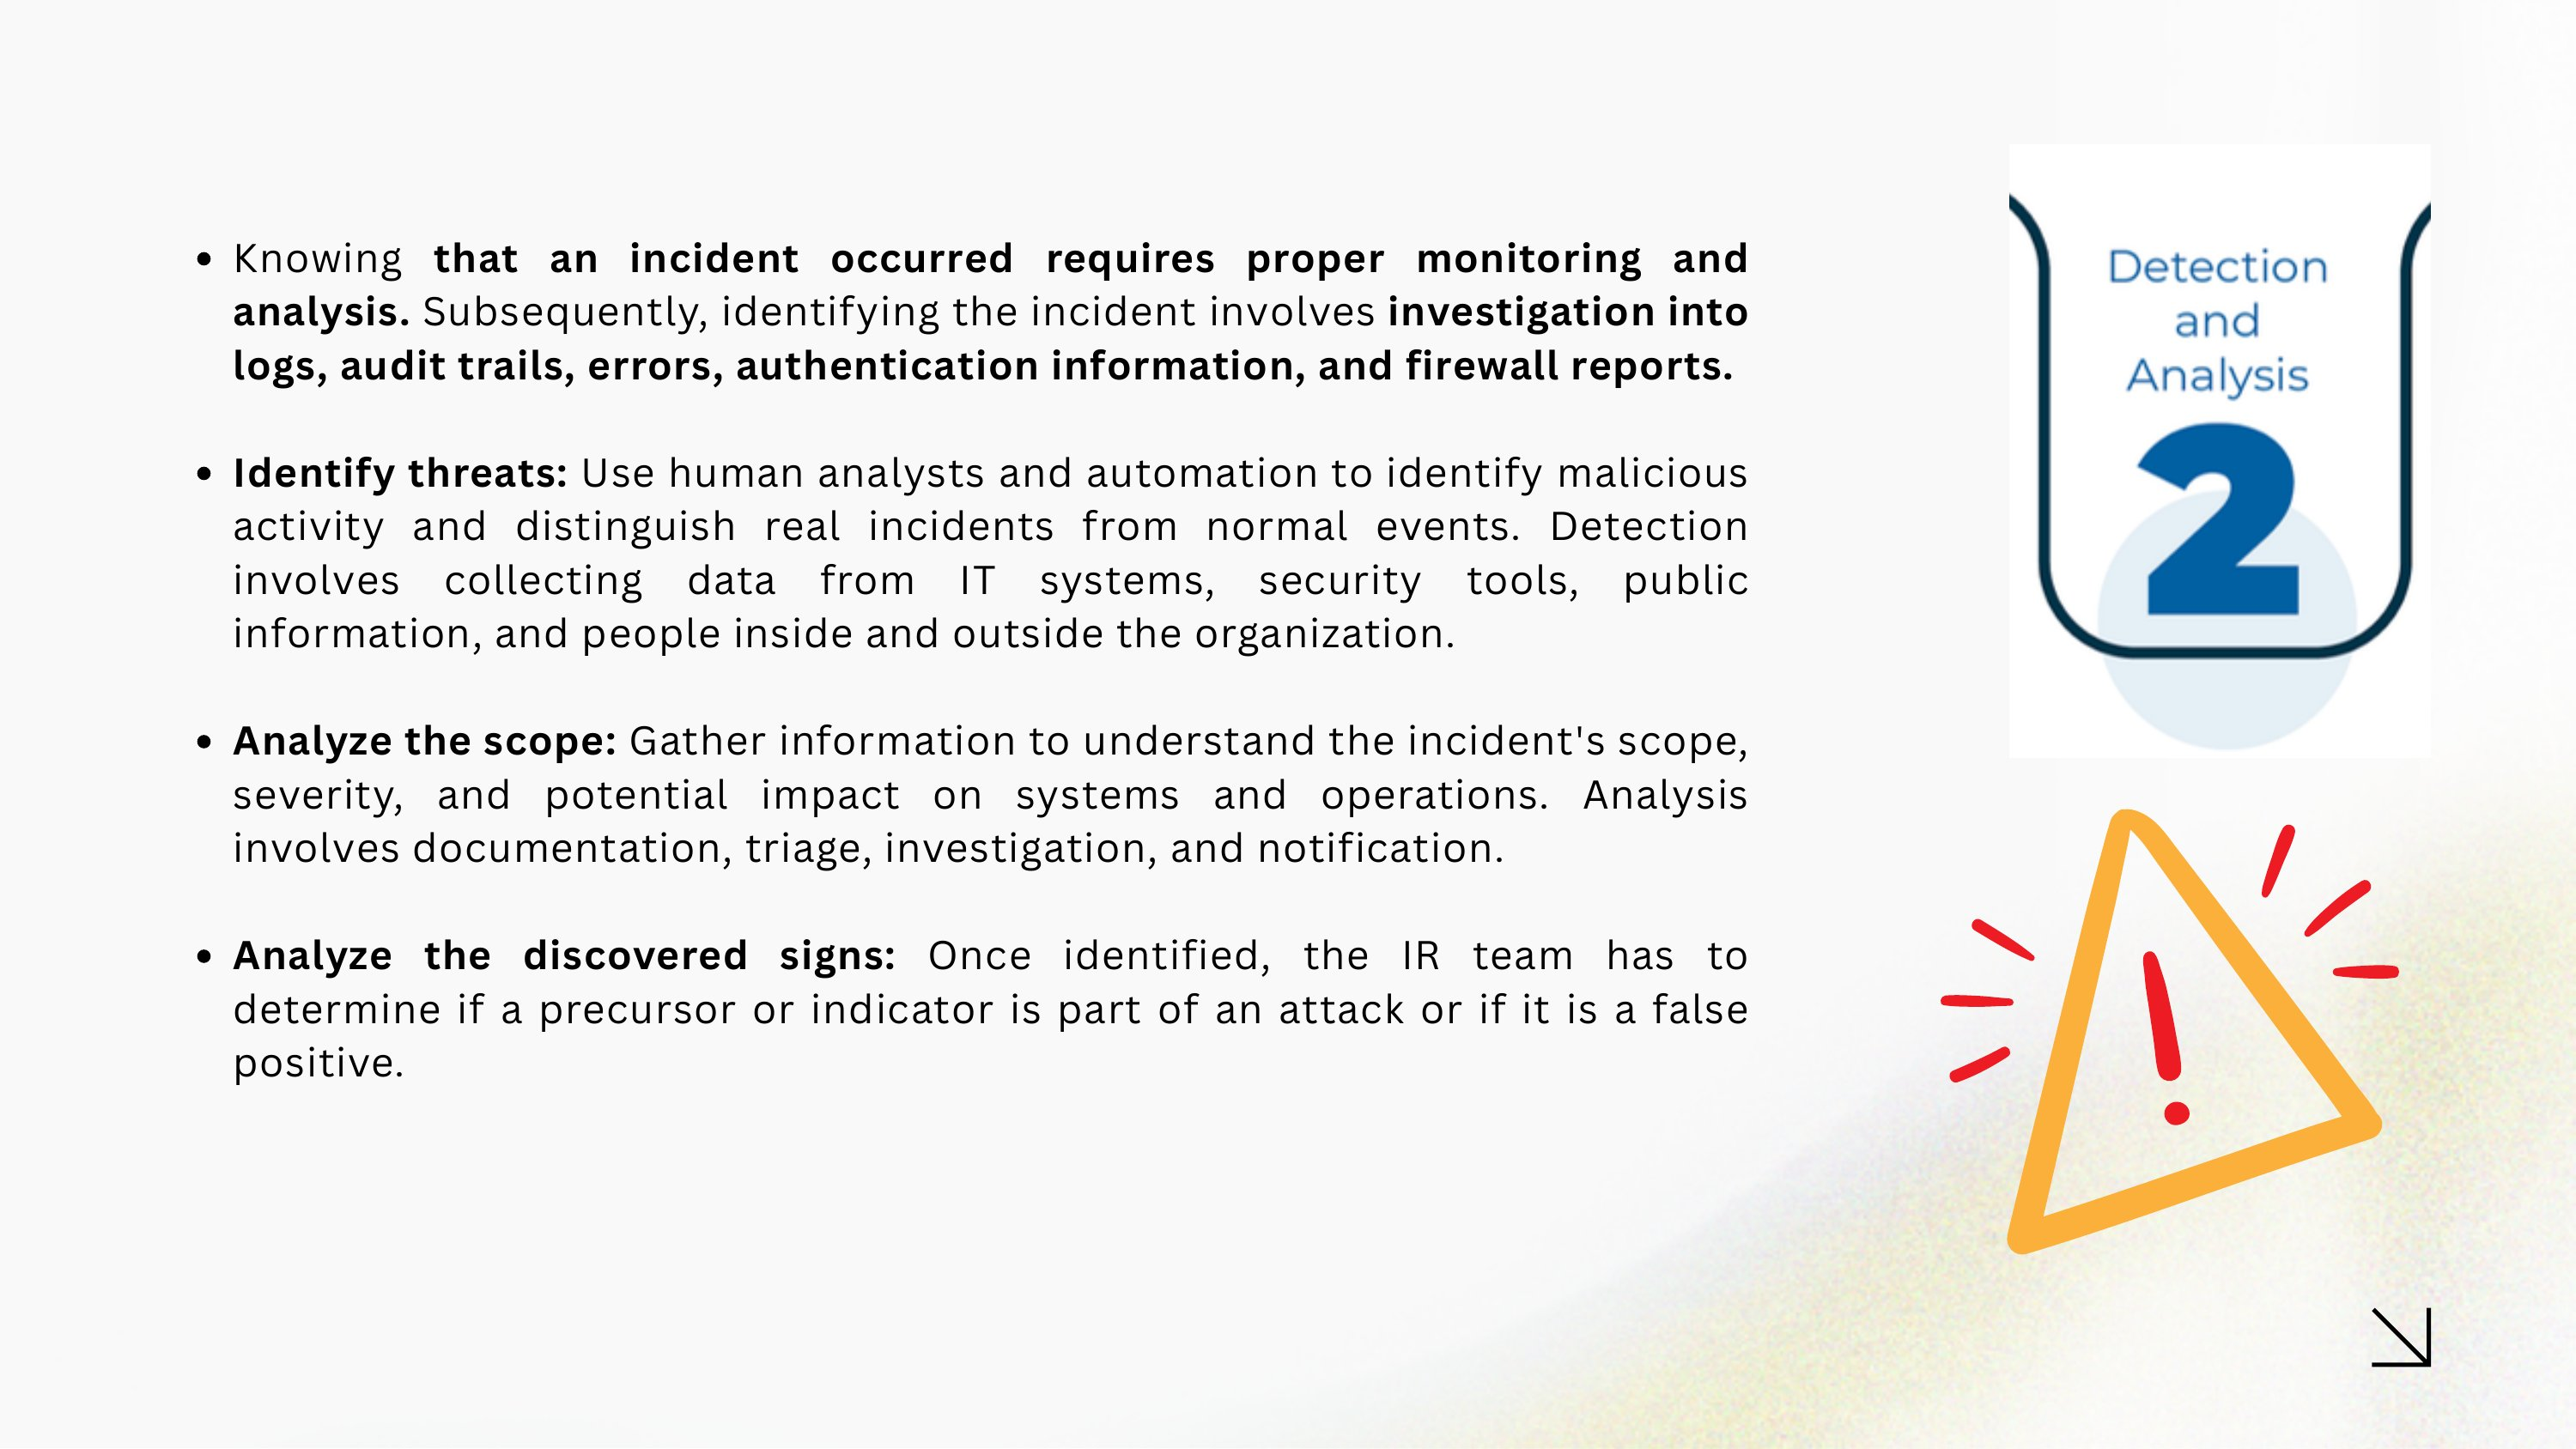 Knowing that an incident occurred requires proper monitoring and
analysis. Subsequently, identifying the incident involves investigation into
logs, audit trails, errors, authentication information, and firewall reports.
Identify threats: Use human analysts and automation to identify malicious
activity and distinguish real incidents from normal events. Detection
involves collecting data from IT systems, security tools, public
information, and people inside and outside the organization.
Analyze the scope: Gather information to understand the incident's scope,
severity, and potential impact on systems and operations. Analysis
involves documentation, triage, investigation, and notification.
Analyze the discovered signs: Once identified, the IR team has to
determine if a precursor or indicator is part of an attack or if it is a false
positive.
Detection
and
Analysis
2
!